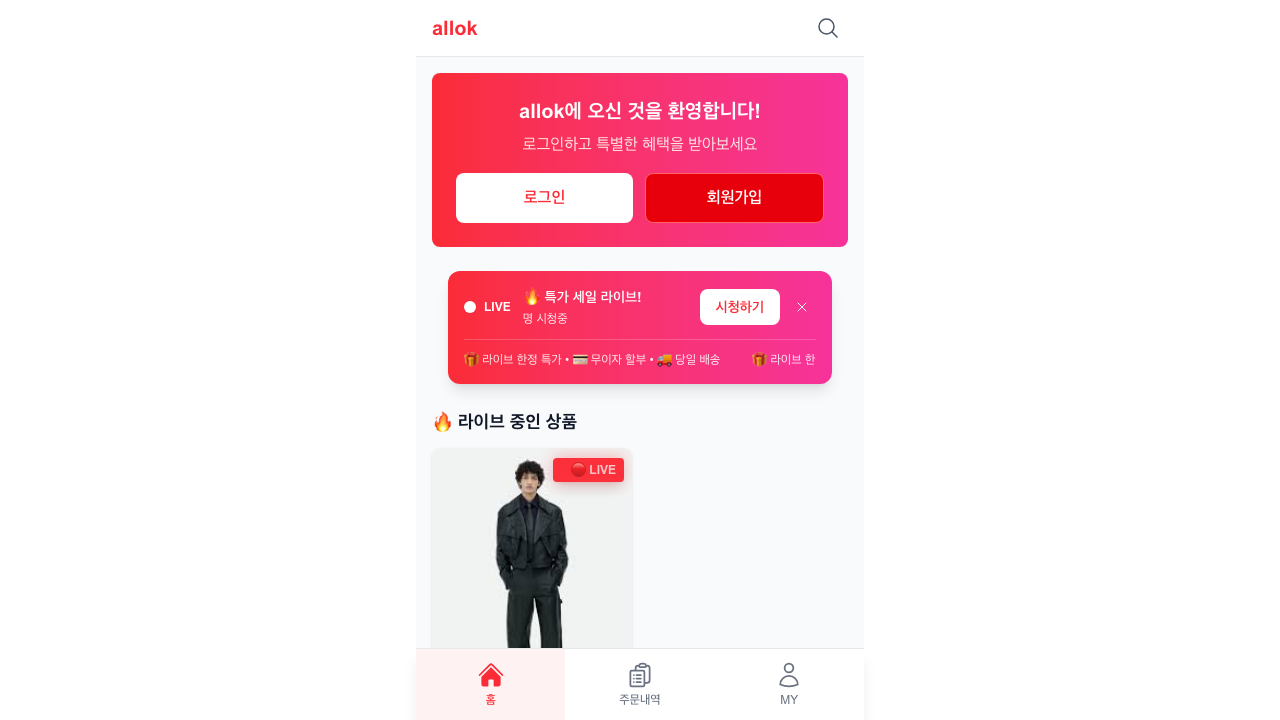 allok
allok에 오신 것을 환영합니다!
로그인하고 특별한 혜택을 받아보세요
로그인
회원가입
LIVE
🔥 특가 세일 라이브!
명 시청중
시청하기
🎁 라이브 한정 특가 • 💳 무이자 할부 • 🚚 당일 배송
🎁 라이브 한
🔥 라이브 중인 상품
🔴 LIVE
홈
주문내역
MY